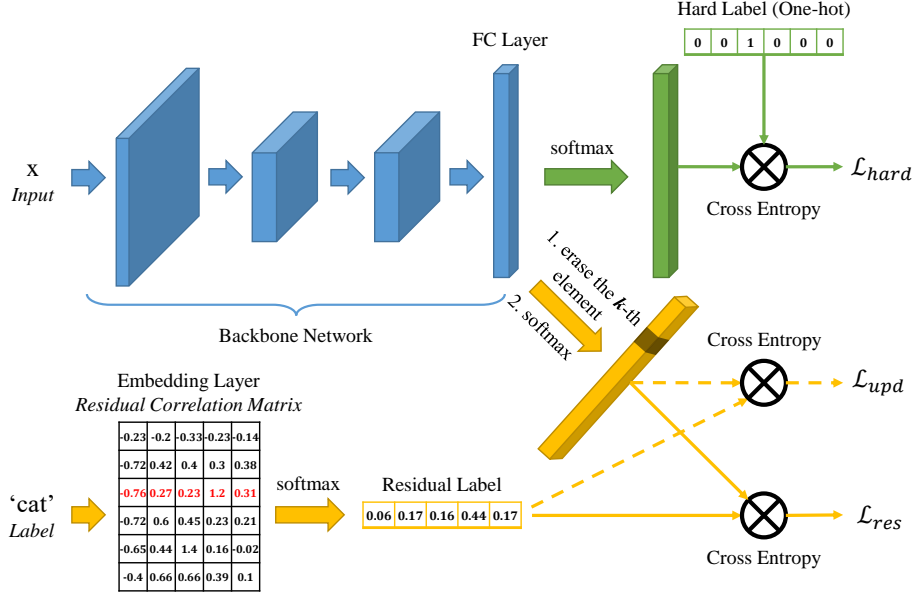 Hard Label (One-hot)
0 0 1 0 0 0
FC Layer
x
Input
softmax
Cross Entropy
ℒhard
1. erase the k-th
element
2. softmax
Backbone Network
Cross Entropy
ℒupd
Embedding Layer
Residual Correlation Matrix
-0.23 -0.2 -0.33 -0.23 -0.14
-0.72 0.42 0.4 0.3 0.38
-0.76 0.27 0.23 1.2 0.31
-0.72 0.6 0.45 0.23 0.21
-0.65 0.44 1.4 0.16 -0.02
-0.4 0.66 0.66 0.39 0.1
‘cat’
Label
softmax
Residual Label
0.06 0.17 0.16 0.44 0.17
ℒres
Cross Entropy